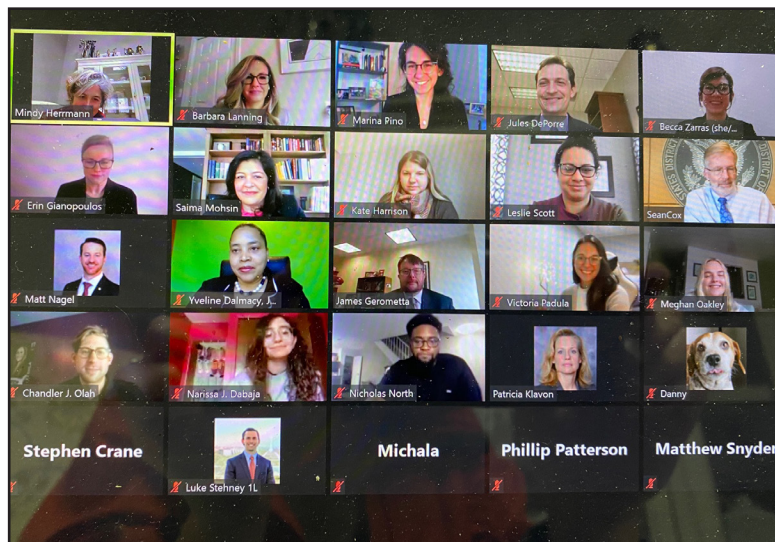 Mindy Herrmann
Barbara Lanning
Marina Pino
Jules DePorre
Becca Zarras (she/...
Erin Gianopoulos
Saima Mohsin
Kate Harrison
Leslie Scott
SeanCox
Matt Nagel
Yveline Dalmacy, J...
James Gerometta
Victoria Padula
Meghan Oakley
Chandler J. Olah
Narissa J. Dabaja
Nicholas North
Patricia Klavon
Danny
Stephen Crane
Luke Stehney 1L
Michala
Phillip Patterson
Matthew Snyder